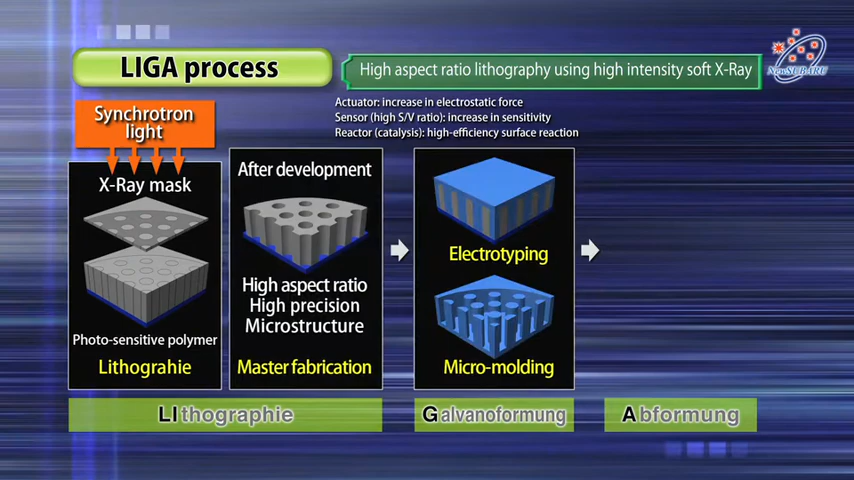 LIGA process
High aspect ratio lithography using high intensity soft X-Ray
NewSUBARU
Actuator: increase in electrostatic force
Sensor (high S/V ratio): increase in sensitivity
Reactor (catalysis): high-efficiency surface reaction
Synchrotron
light
X-Ray mask
Photo-sensitive polymer
Lithograhie
After development
High aspect ratio
High precision
Microstructure
Master fabrication
Electrotyping
Micro-molding
LIthographie
Galvanoformung
Abformung